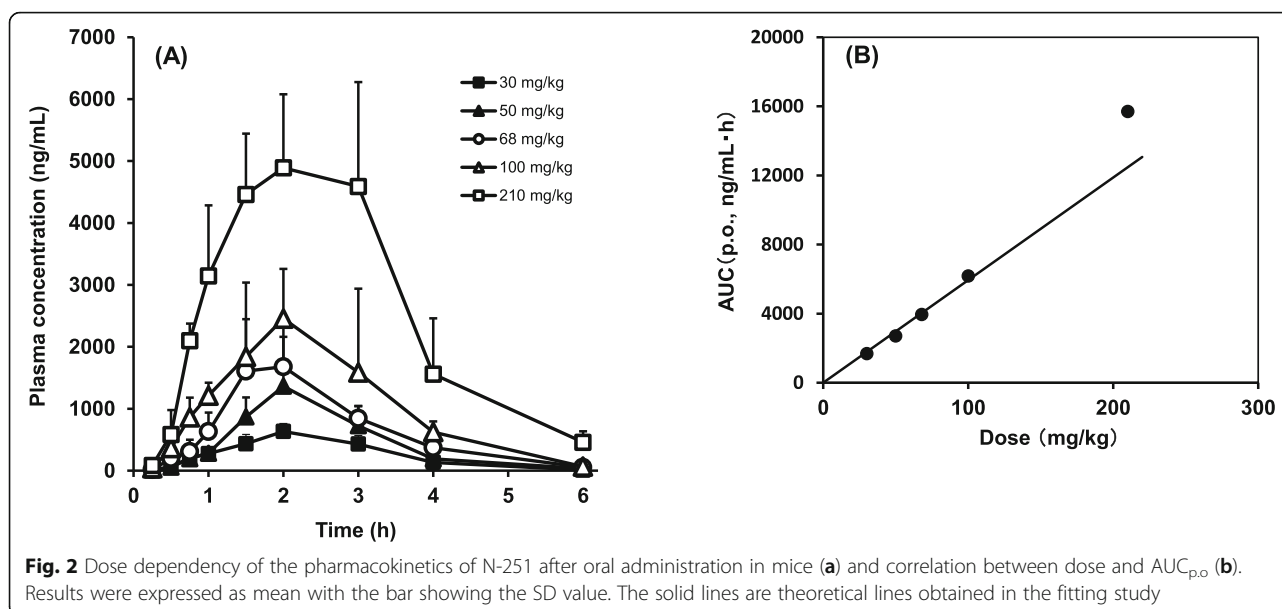 (A)
7000
6000
5000
4000
3000
2000
1000
0
Plasma concentration (ng/mL)
30 mg/kg
50 mg/kg
68 mg/kg
100 mg/kg
210 mg/kg
0 1 2 3 4 5 6
Time (h)
(B)
20000
16000
12000
8000
4000
0
AUC (p.o., ng/mL･h)
0 100 200 300
Dose (mg/kg)
Fig. 2 Dose dependency of the pharmacokinetics of N-251 after oral administration in mice (a) and correlation between dose and AUCp.o (b).
Results were expressed as mean with the bar showing the SD value. The solid lines are theoretical lines obtained in the fitting study